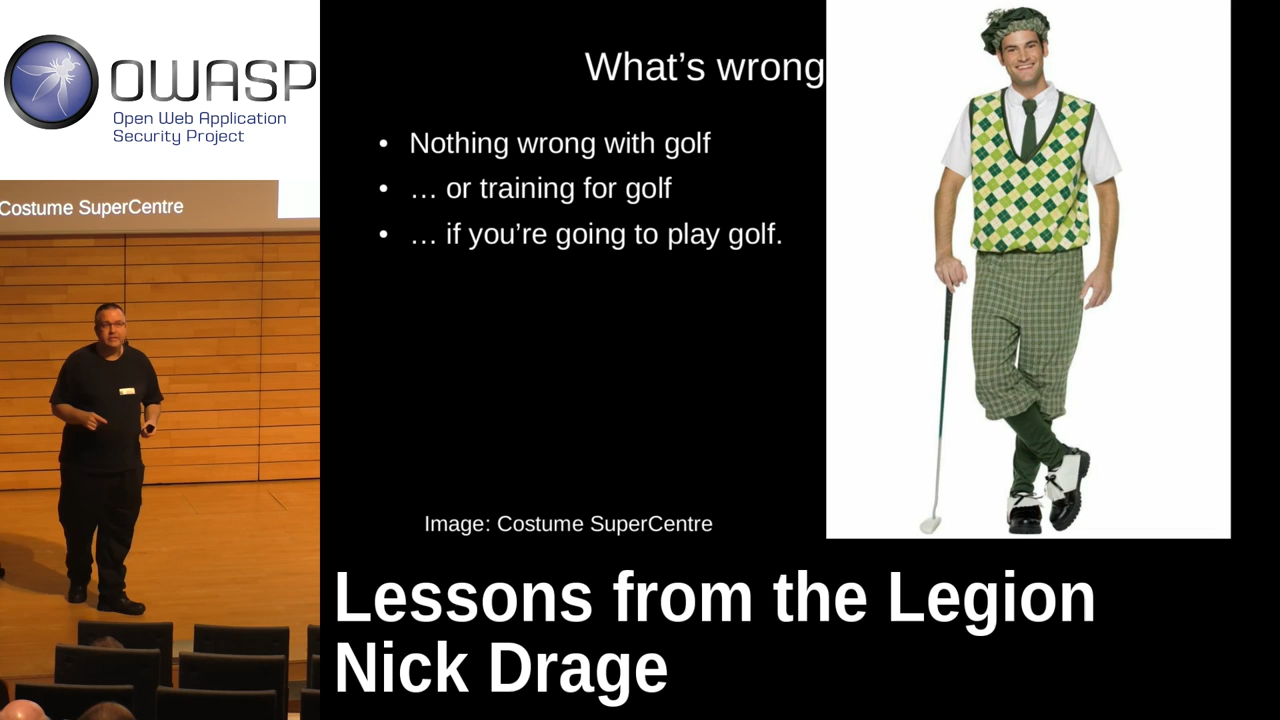 OWASP
Open Web Application
Security Project
Costume SuperCentre
What's wrong
• Nothing wrong with golf
• … or training for golf
• … if you're going to play golf.
Image: Costume SuperCentre
Lessons from the Legion
Nick Drage